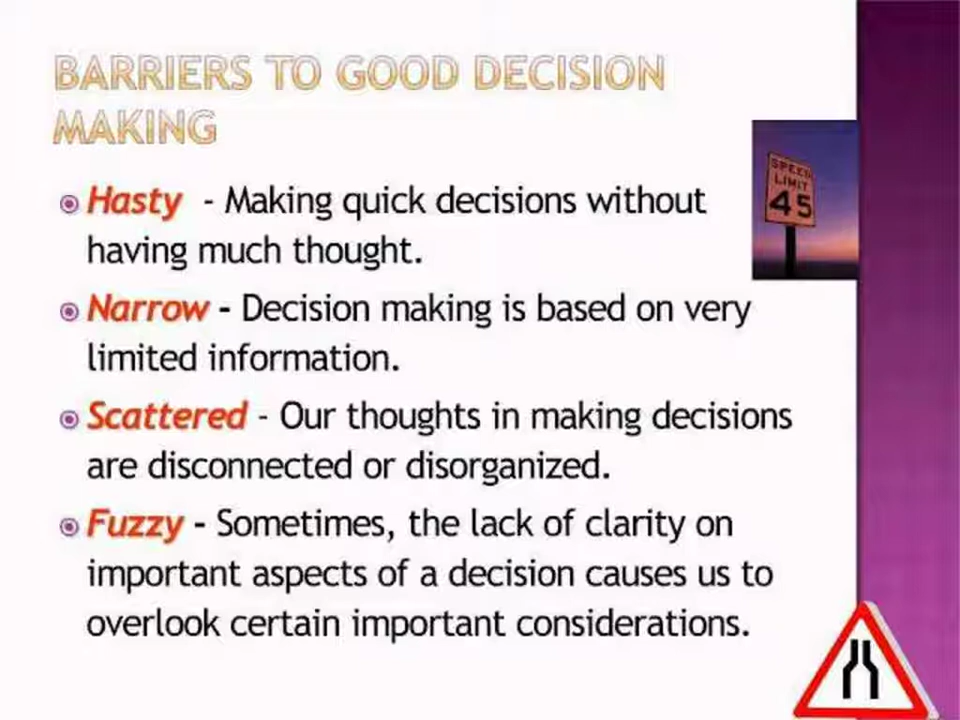 BARRIERS TO GOOD DECISION
MAKING
Hasty - Making quick decisions without
having much thought.
Narrow - Decision making is based on very
limited information.
Scattered - Our thoughts in making decisions
are disconnected or disorganized.
Fuzzy - Sometimes, the lack of clarity on
important aspects of a decision causes us to
overlook certain important considerations.
SPEED
LIMIT
45